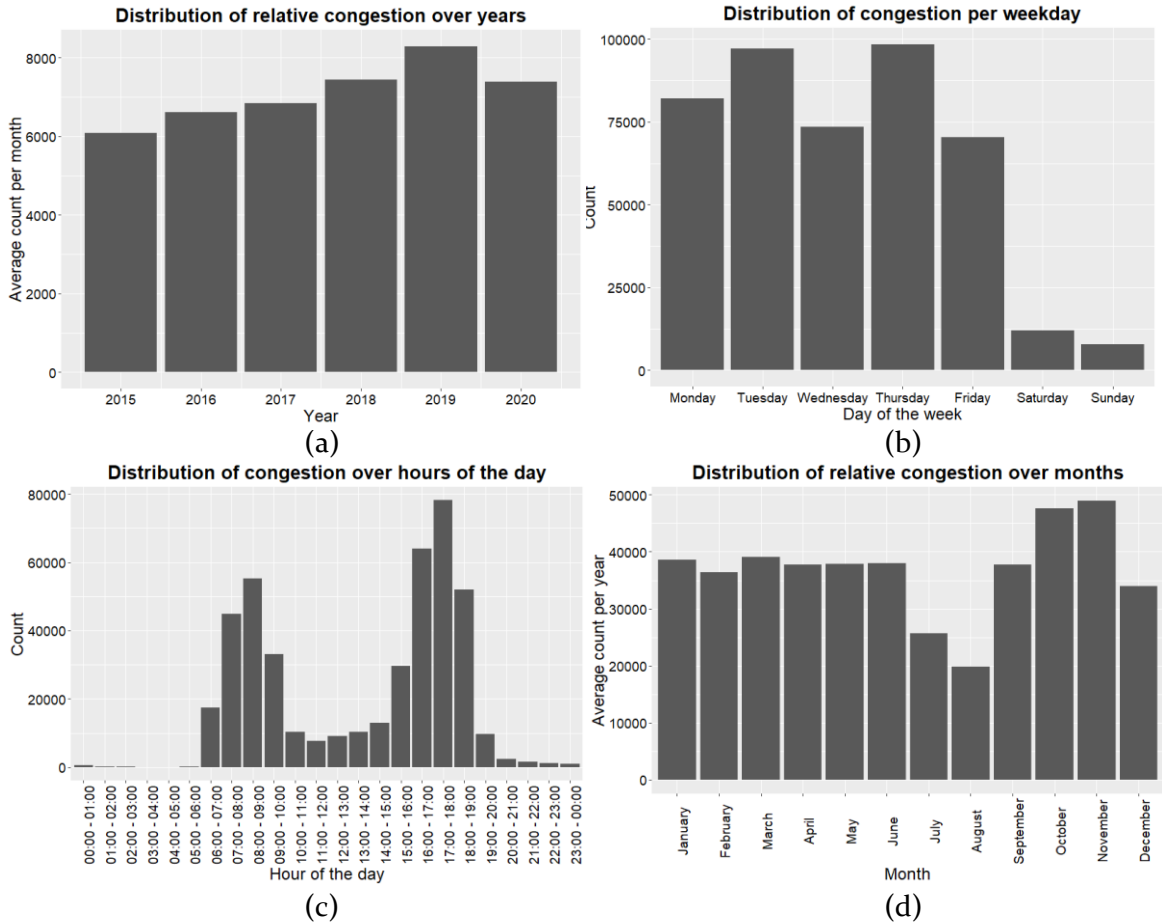 Distribution of relative congestion over years
Average count per month
8000
6000
4000
2000
0
2015 2016 2017 2018 2019 2020
Year
(a)
Distribution of congestion per weekday
Count
100000
75000
50000
25000
0
Monday Tuesday Wednesday Thursday Friday Saturday Sunday
Day of the week
(b)
Distribution of congestion over hours of the day
Count
80000
60000
40000
20000
0
00:00 - 01:00
01:00 - 02:00
02:00 - 03:00
03:00 - 04:00
04:00 - 05:00
05:00 - 06:00
06:00 - 07:00
07:00 - 08:00
08:00 - 09:00
09:00 - 10:00
10:00 - 11:00
11:00 - 12:00
12:00 - 13:00
13:00 - 14:00
14:00 - 15:00
15:00 - 16:00
16:00 - 17:00
17:00 - 18:00
18:00 - 19:00
19:00 - 20:00
20:00 - 21:00
21:00 - 22:00
22:00 - 23:00
23:00 - 00:00
Hour of the day
(c)
Distribution of relative congestion over months
Average count per year
50000
40000
30000
20000
10000
0
January
February
March
April
May
June
July
August
September
October
November
December
Month
(d)